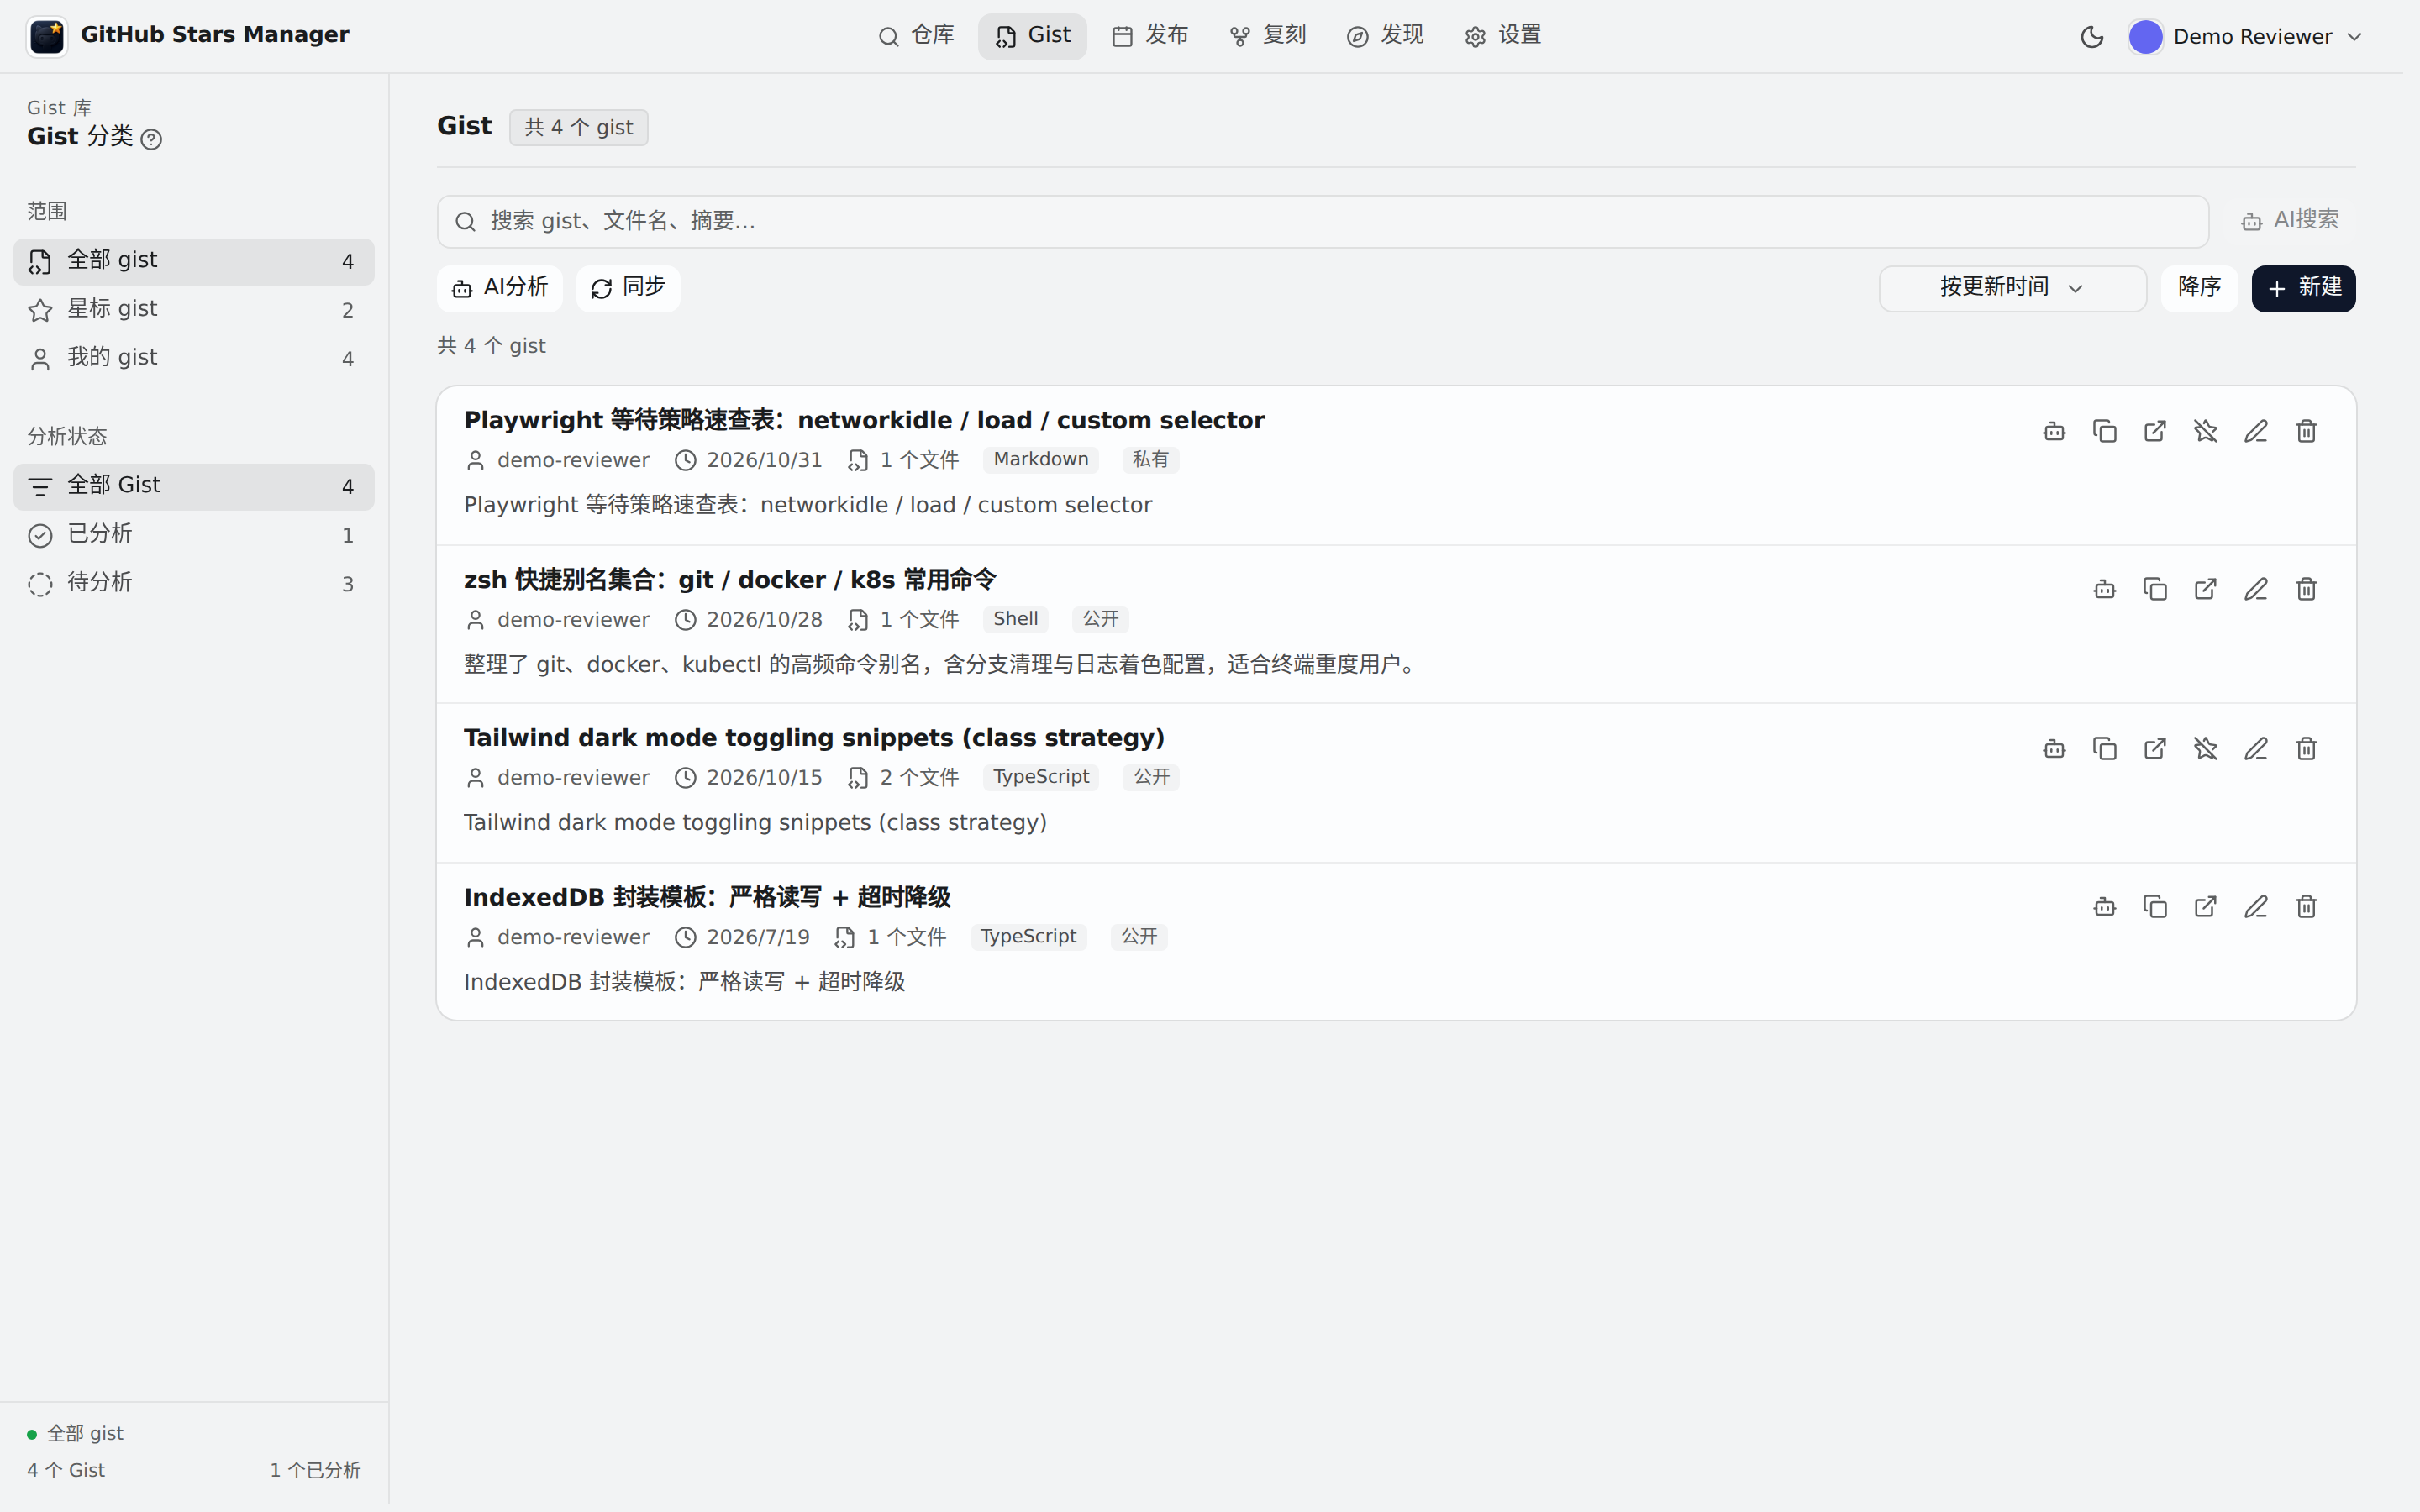 GitHub Stars Manager
仓库 Gist 发布 复刻 发现 设置
Demo Reviewer
Gist 库
Gist 分类
范围
全部 gist 4
星标 gist 2
我的 gist 4
分析状态
全部 Gist 4
已分析 1
待分析 3
全部 gist
4 个 Gist 1 个已分析
Gist 共 4 个 gist
搜索 gist、文件名、摘要... AI搜索
AI分析 同步 按更新时间 降序 新建
共 4 个 gist
Playwright 等待策略速查表：networkidle / load / custom selector
demo-reviewer 2026/10/31 1 个文件 Markdown 私有
Playwright 等待策略速查表：networkidle / load / custom selector
zsh 快捷别名集合：git / docker / k8s 常用命令
demo-reviewer 2026/10/28 1 个文件 Shell 公开
整理了 git、docker、kubectl 的高频命令别名，含分支清理与日志着色配置，适合终端重度用户。
Tailwind dark mode toggling snippets (class strategy)
demo-reviewer 2026/10/15 2 个文件 TypeScript 公开
Tailwind dark mode toggling snippets (class strategy)
IndexedDB 封装模板：严格读写 + 超时降级
demo-reviewer 2026/7/19 1 个文件 TypeScript 公开
IndexedDB 封装模板：严格读写 + 超时降级